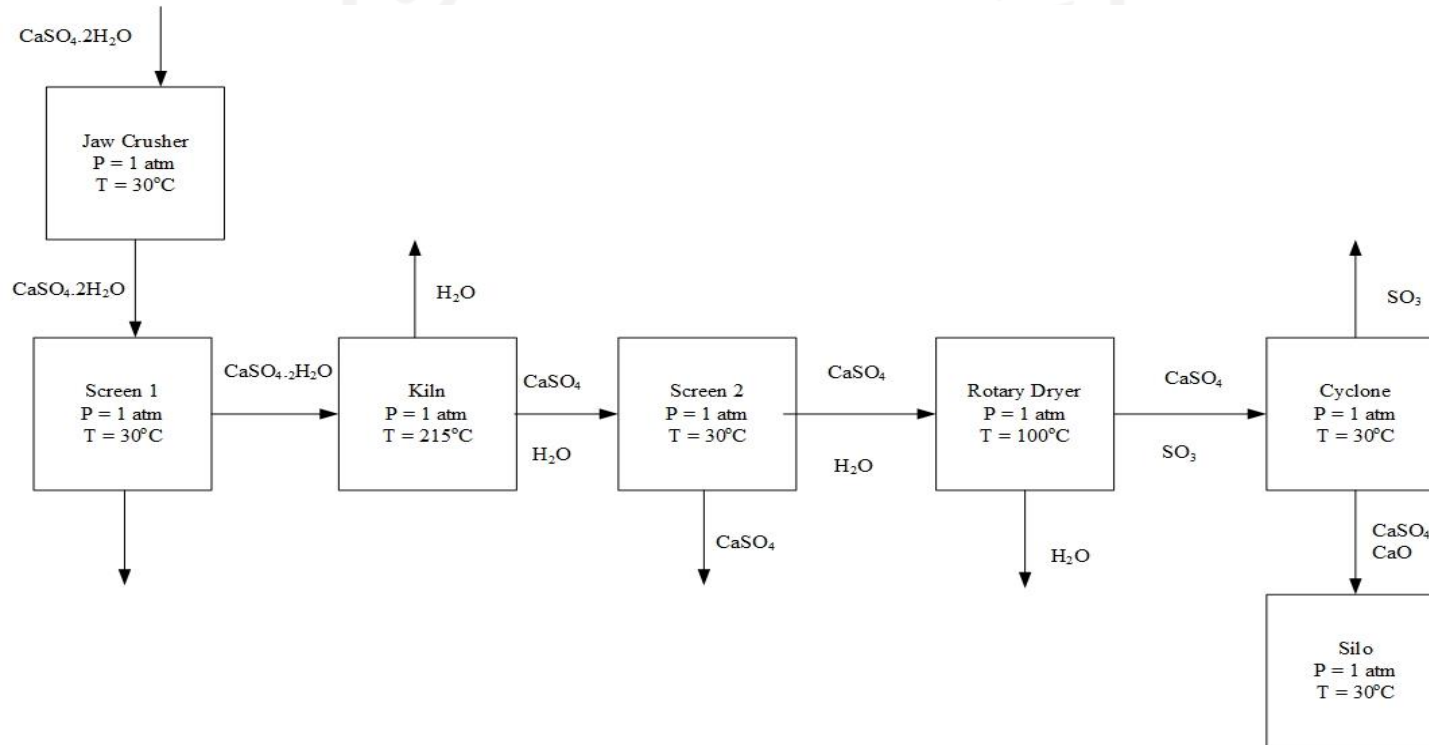 CaSO₄.2H₂O
Jaw Crusher
P = 1 atm
T = 30°C
CaSO₄.2H₂O
Screen 1
P = 1 atm
T = 30°C
CaSO₄.₂H₂O
H₂O
Kiln
P = 1 atm
T = 215°C
CaSO₄
H₂O
Screen 2
P = 1 atm
T = 30°C
CaSO₄
CaSO₄
H₂O
Rotary Dryer
P = 1 atm
T = 100°C
H₂O
CaSO₄
SO₃
SO₃
Cyclone
P = 1 atm
T = 30°C
CaSO₄
CaO
Silo
P = 1 atm
T = 30°C